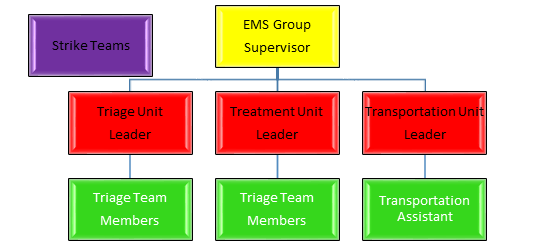 EMS Group
Supervisor
Strike Teams
Triage Unit
Leader
Treatment Unit
Leader
Transportation Unit
Leader
Triage Team
Members
Triage Team
Members
Transportation
Assistant